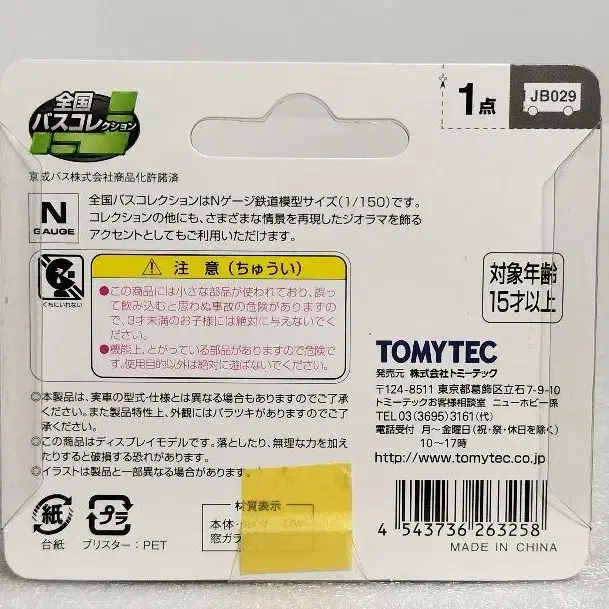 全国
バスコレクション
1点
JB029
京成バス株式会社商品化許諾済
N
GAUGE
全国バスコレクションはNゲージ鉄道模型サイズ(1/150)です。
コレクションの他にも、さまざまな情景を再現したジオラマを飾る
アクセントとしてもご利用いただけます。
くちにいれない
注意(ちゅうい)
●この商品には小さな部品が使われており、誤っ
て飲み込むと思わぬ事故の危険がありますの
で、3才未満のお子様には絶対に与えないでく
ださい。
●機能上、とがっている部品がありますので危険で
す。使用目的以外は絶対に遊ばないでください。
対象年齢
15才以上
◎本製品は、実車の型式・仕様とは異なる場合もありますのでご了
承ください。また製品特性上、外観にはバラツキがありますのでご了
承ください。
◎この商品はディスプレイモデルです。落としたり、無理な力を加え
たりすると破損する恐れがあります。
◎イラストは製品と一部異なる場合があります。
TOMYTEC
発売元 株式会社トミーテック
〒124-8511 東京都葛飾区立石7-9-10
トミーテックお客様相談室 ニューホビー係
TEL 03(3695)3161(代)
電話受付 月〜金曜日(祝・祭・休日を除く)
10〜17時
http://www.tomytec.co.jp
紙
台紙
プラ
ブリスター:PET
材質表示
本体・
窓ガラ
4 543736 263258
MADE IN CHINA